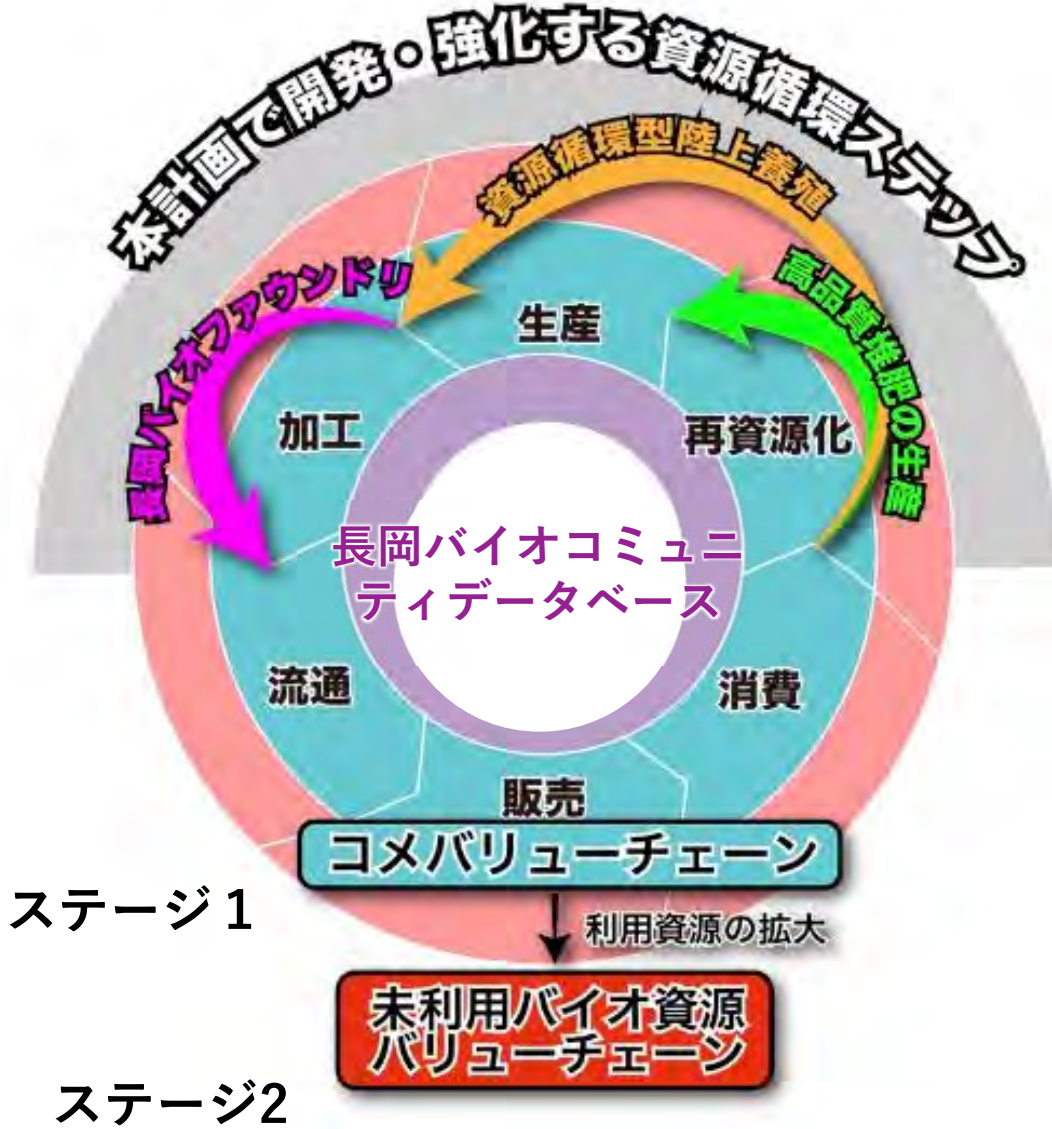 本計画で開発・強化する資源循環ステップ
資源循環型陸上養殖
高品質堆肥の生産
長岡バイオファウンドリ
生産
加工
再資源化
長岡バイオコミュニ
ティデータベース
流通
消費
販売
コメバリューチェーン
ステージ１
利用資源の拡大
未利用バイオ資源
バリューチェーン
ステージ2